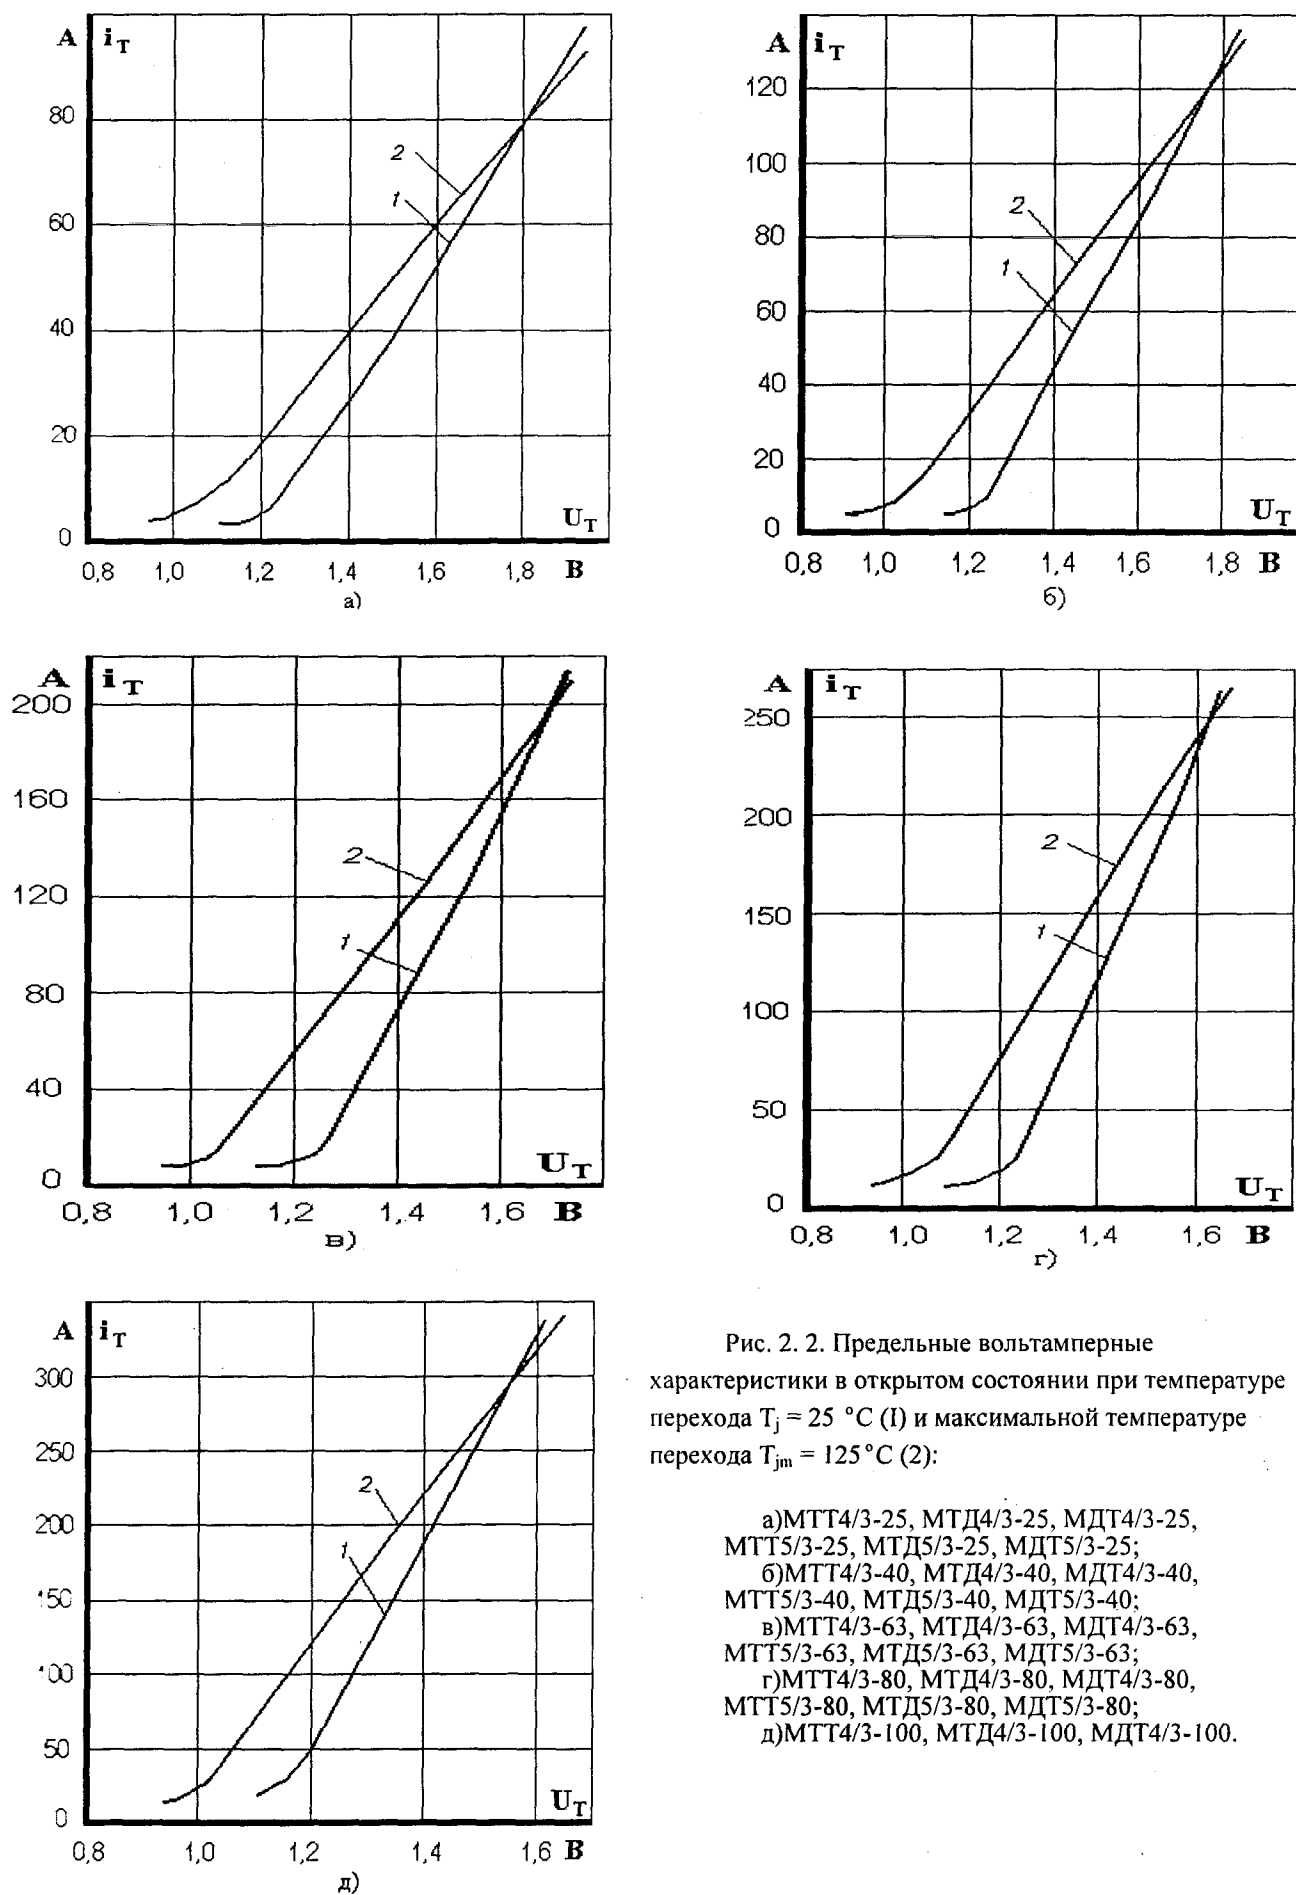 А i_T
80
60
40
20
0
2
1
U_T
0,8 1,0 1,2 1,4 1,6 1,8 В
а)
А i_T
120
100
80
60
40
20
0
2
1
U_T
0,8 1,0 1,2 1,4 1,6 1,8 В
б)
А i_T
200
160
120
80
40
0
2
1
U_T
0,8 1,0 1,2 1,4 1,6 В
в)
А i_T
250
200
150
100
50
0
2
1
U_T
0,8 1,0 1,2 1,4 1,6 В
г)
А i_T
300
250
200
150
100
50
0
2
1
U_T
0,8 1,0 1,2 1,4 1,6 В
д)
Рис. 2. 2. Предельные вольтамперные
характеристики в открытом состоянии при температуре
перехода Tj = 25 °С (I) и максимальной температуре
перехода Tjm = 125°С (2):
а)МТТ4/3-25, МТД4/3-25, МДТ4/3-25,
МТТ5/3-25, МТД5/3-25, МДТ5/3-25;
б)МТТ4/3-40, МТД4/3-40, МДТ4/3-40,
МТТ5/3-40, МТД5/3-40, МДТ5/3-40;
в)МТТ4/3-63, МТД4/3-63, МДТ4/3-63,
МТТ5/3-63, МТД5/3-63, МДТ5/3-63;
г)МТТ4/3-80, МТД4/3-80, МДТ4/3-80,
МТТ5/3-80, МТД5/3-80, МДТ5/3-80;
д)МТТ4/3-100, МТД4/3-100, МДТ4/3-100.